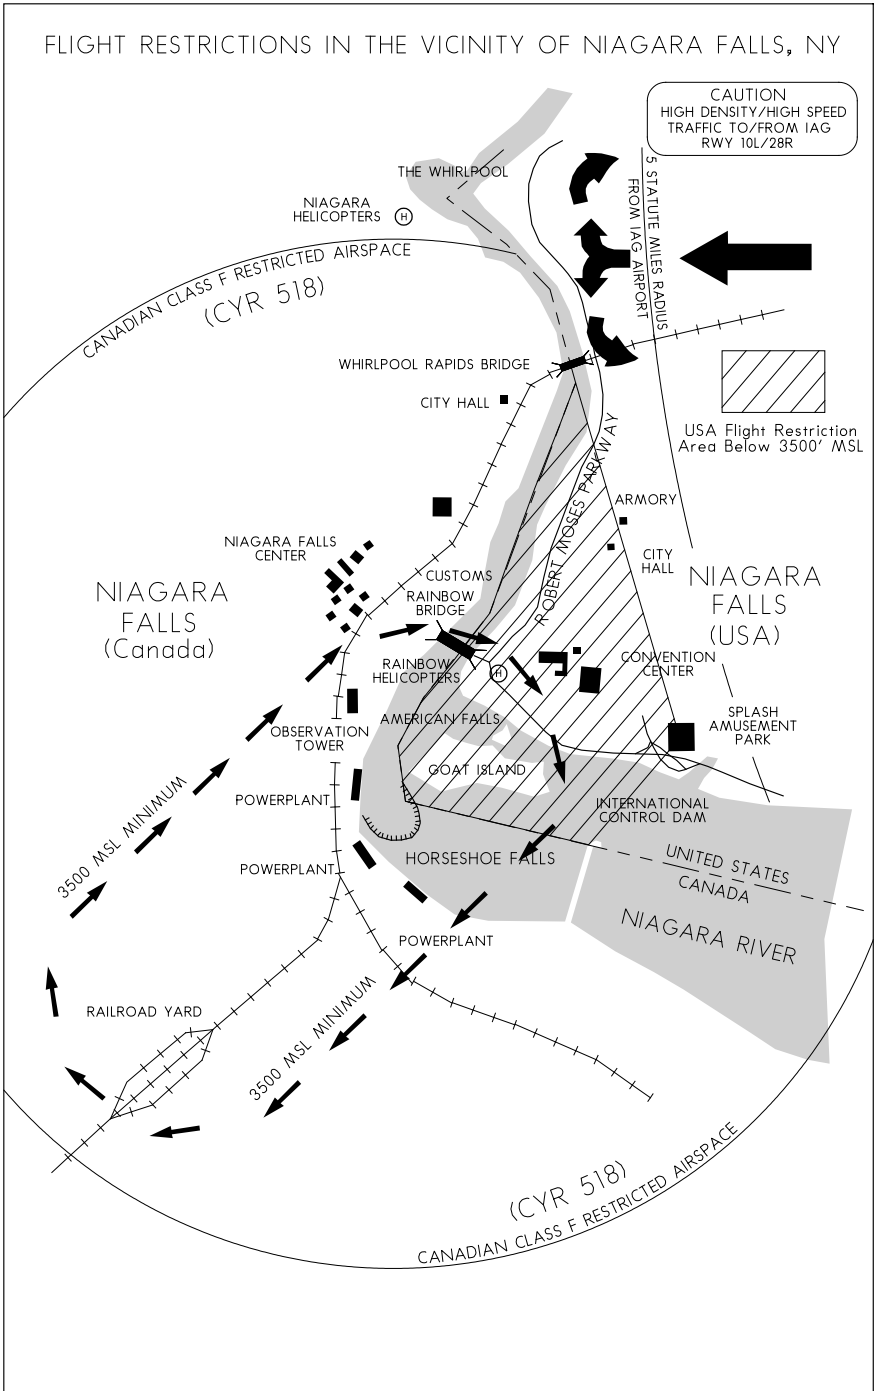 FLIGHT RESTRICTIONS IN THE VICINITY OF NIAGARA FALLS, NY
CAUTION
HIGH DENSITY/HIGH SPEED
TRAFFIC TO/FROM IAG
RWY 10L/28R
THE WHIRLPOOL
NIAGARA
HELICOPTERS
H
5 STATUTE MILES RADIUS
FROM IAG AIRPORT
CANADIAN CLASS F RESTRICTED AIRSPACE
(CYR 518)
WHIRLPOOL RAPIDS BRIDGE
CITY HALL
USA Flight Restriction
Area Below 3500' MSL
ROBERT MOSES PARKWAY
ARMORY
CITY
HALL
NIAGARA FALLS
CENTER
CUSTOMS
RAINBOW
BRIDGE
NIAGARA
FALLS
(Canada)
NIAGARA
FALLS
(USA)
RAINBOW
HELICOPTERS
H
CONVENTION
CENTER
AMERICAN FALLS
OBSERVATION
TOWER
SPLASH
AMUSEMENT
PARK
GOAT ISLAND
POWERPLANT
INTERNATIONAL
CONTROL DAM
3500 MSL MINIMUM
HORSESHOE FALLS
POWERPLANT
UNITED STATES
CANADA
NIAGARA RIVER
POWERPLANT
RAILROAD YARD
3500 MSL MINIMUM
(CYR 518)
CANADIAN CLASS F RESTRICTED AIRSPACE